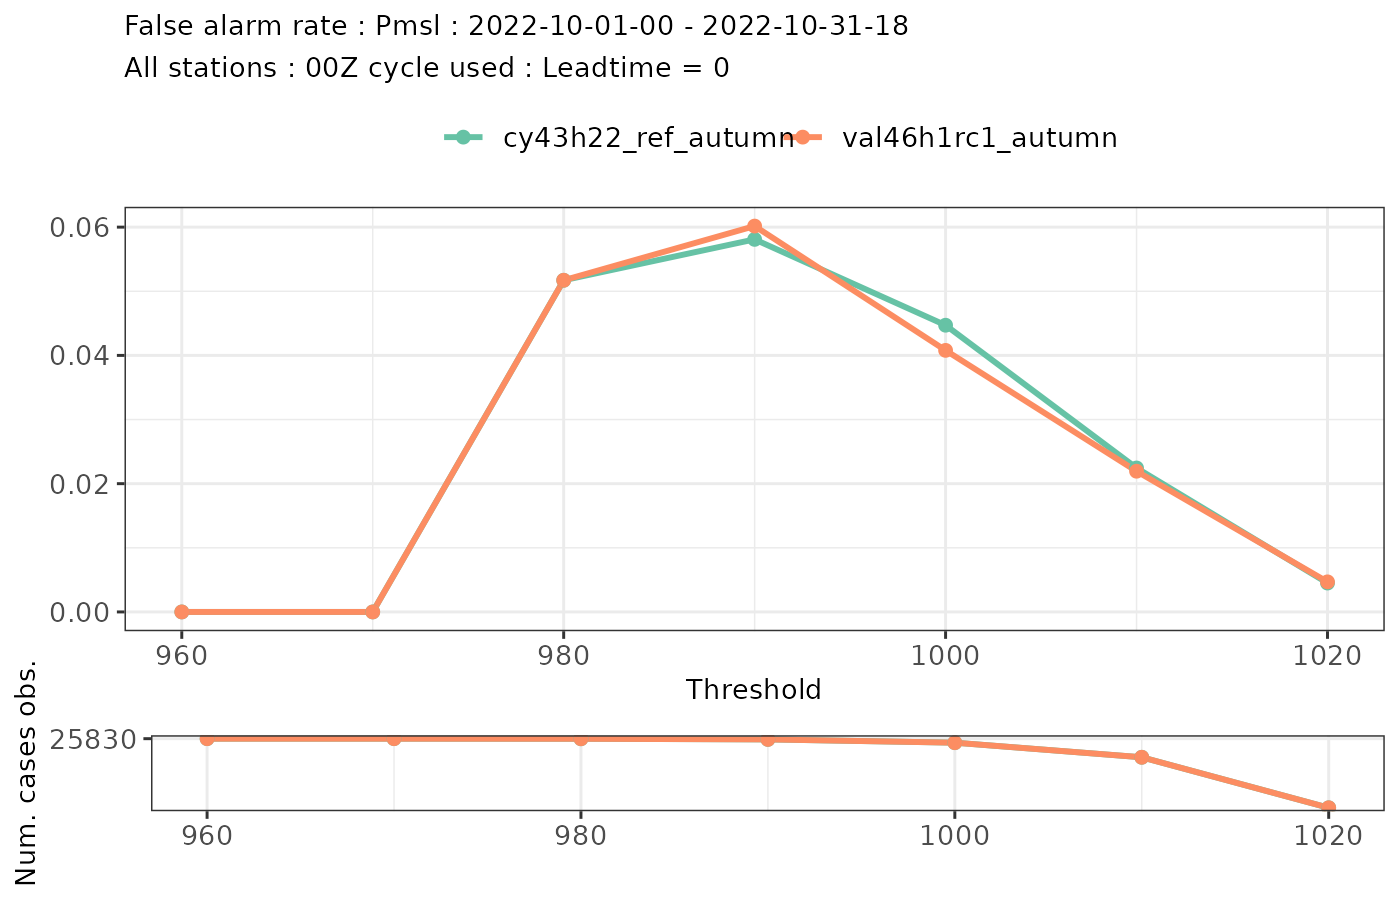 False alarm rate : Pmsl : 2022-10-01-00 - 2022-10-31-18
All stations : 00Z cycle used : Leadtime = 0
cy43h22_ref_autumn val46h1rc1_autumn
0.06
0.04
0.02
0.00
960 980 1000 1020
Threshold
Num. cases obs.
25830
960 980 1000 1020